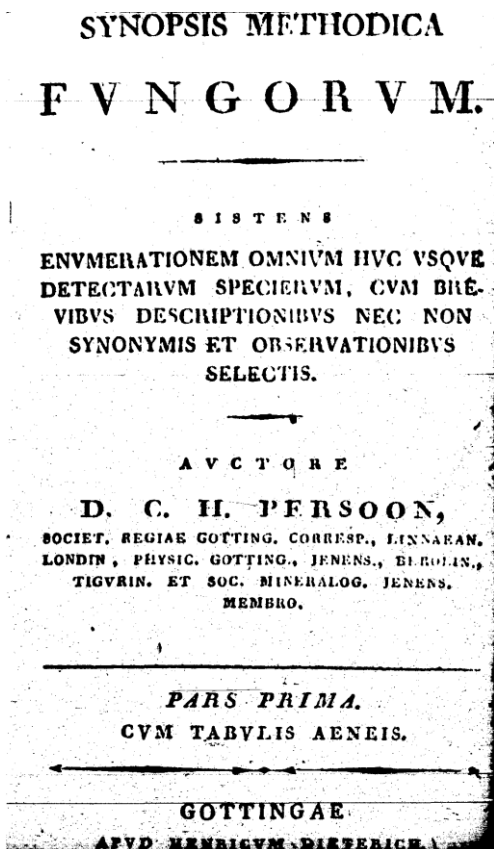 SYNOPSIS METHODICA
FVNGORVM.
SISTENS
ENVMERATIONEM OMNIVM HVC VSQVE
DETECTARVM SPECIERVM, CVM BRE-
VIBVS DESCRIPTIONIBVS NEC NON
SYNONYMIS ET OBSERVATIONIBVS
SELECTIS.
AVCTORE
D. C. H. PERSOON,
SOCIET. REGIAE GOTTING. CORRESP., LINNAEAN.
LONDIN, PHYSIC. GOTTING., JENENS., BEROLIN.,
TIGVRIN. ET SOC. MINERALOG. JENENS.
MEMBRO.
PARS PRIMA.
CVM TABVLIS AENEIS.
GOTTINGAE
APVD HENRICVM DIETERICH